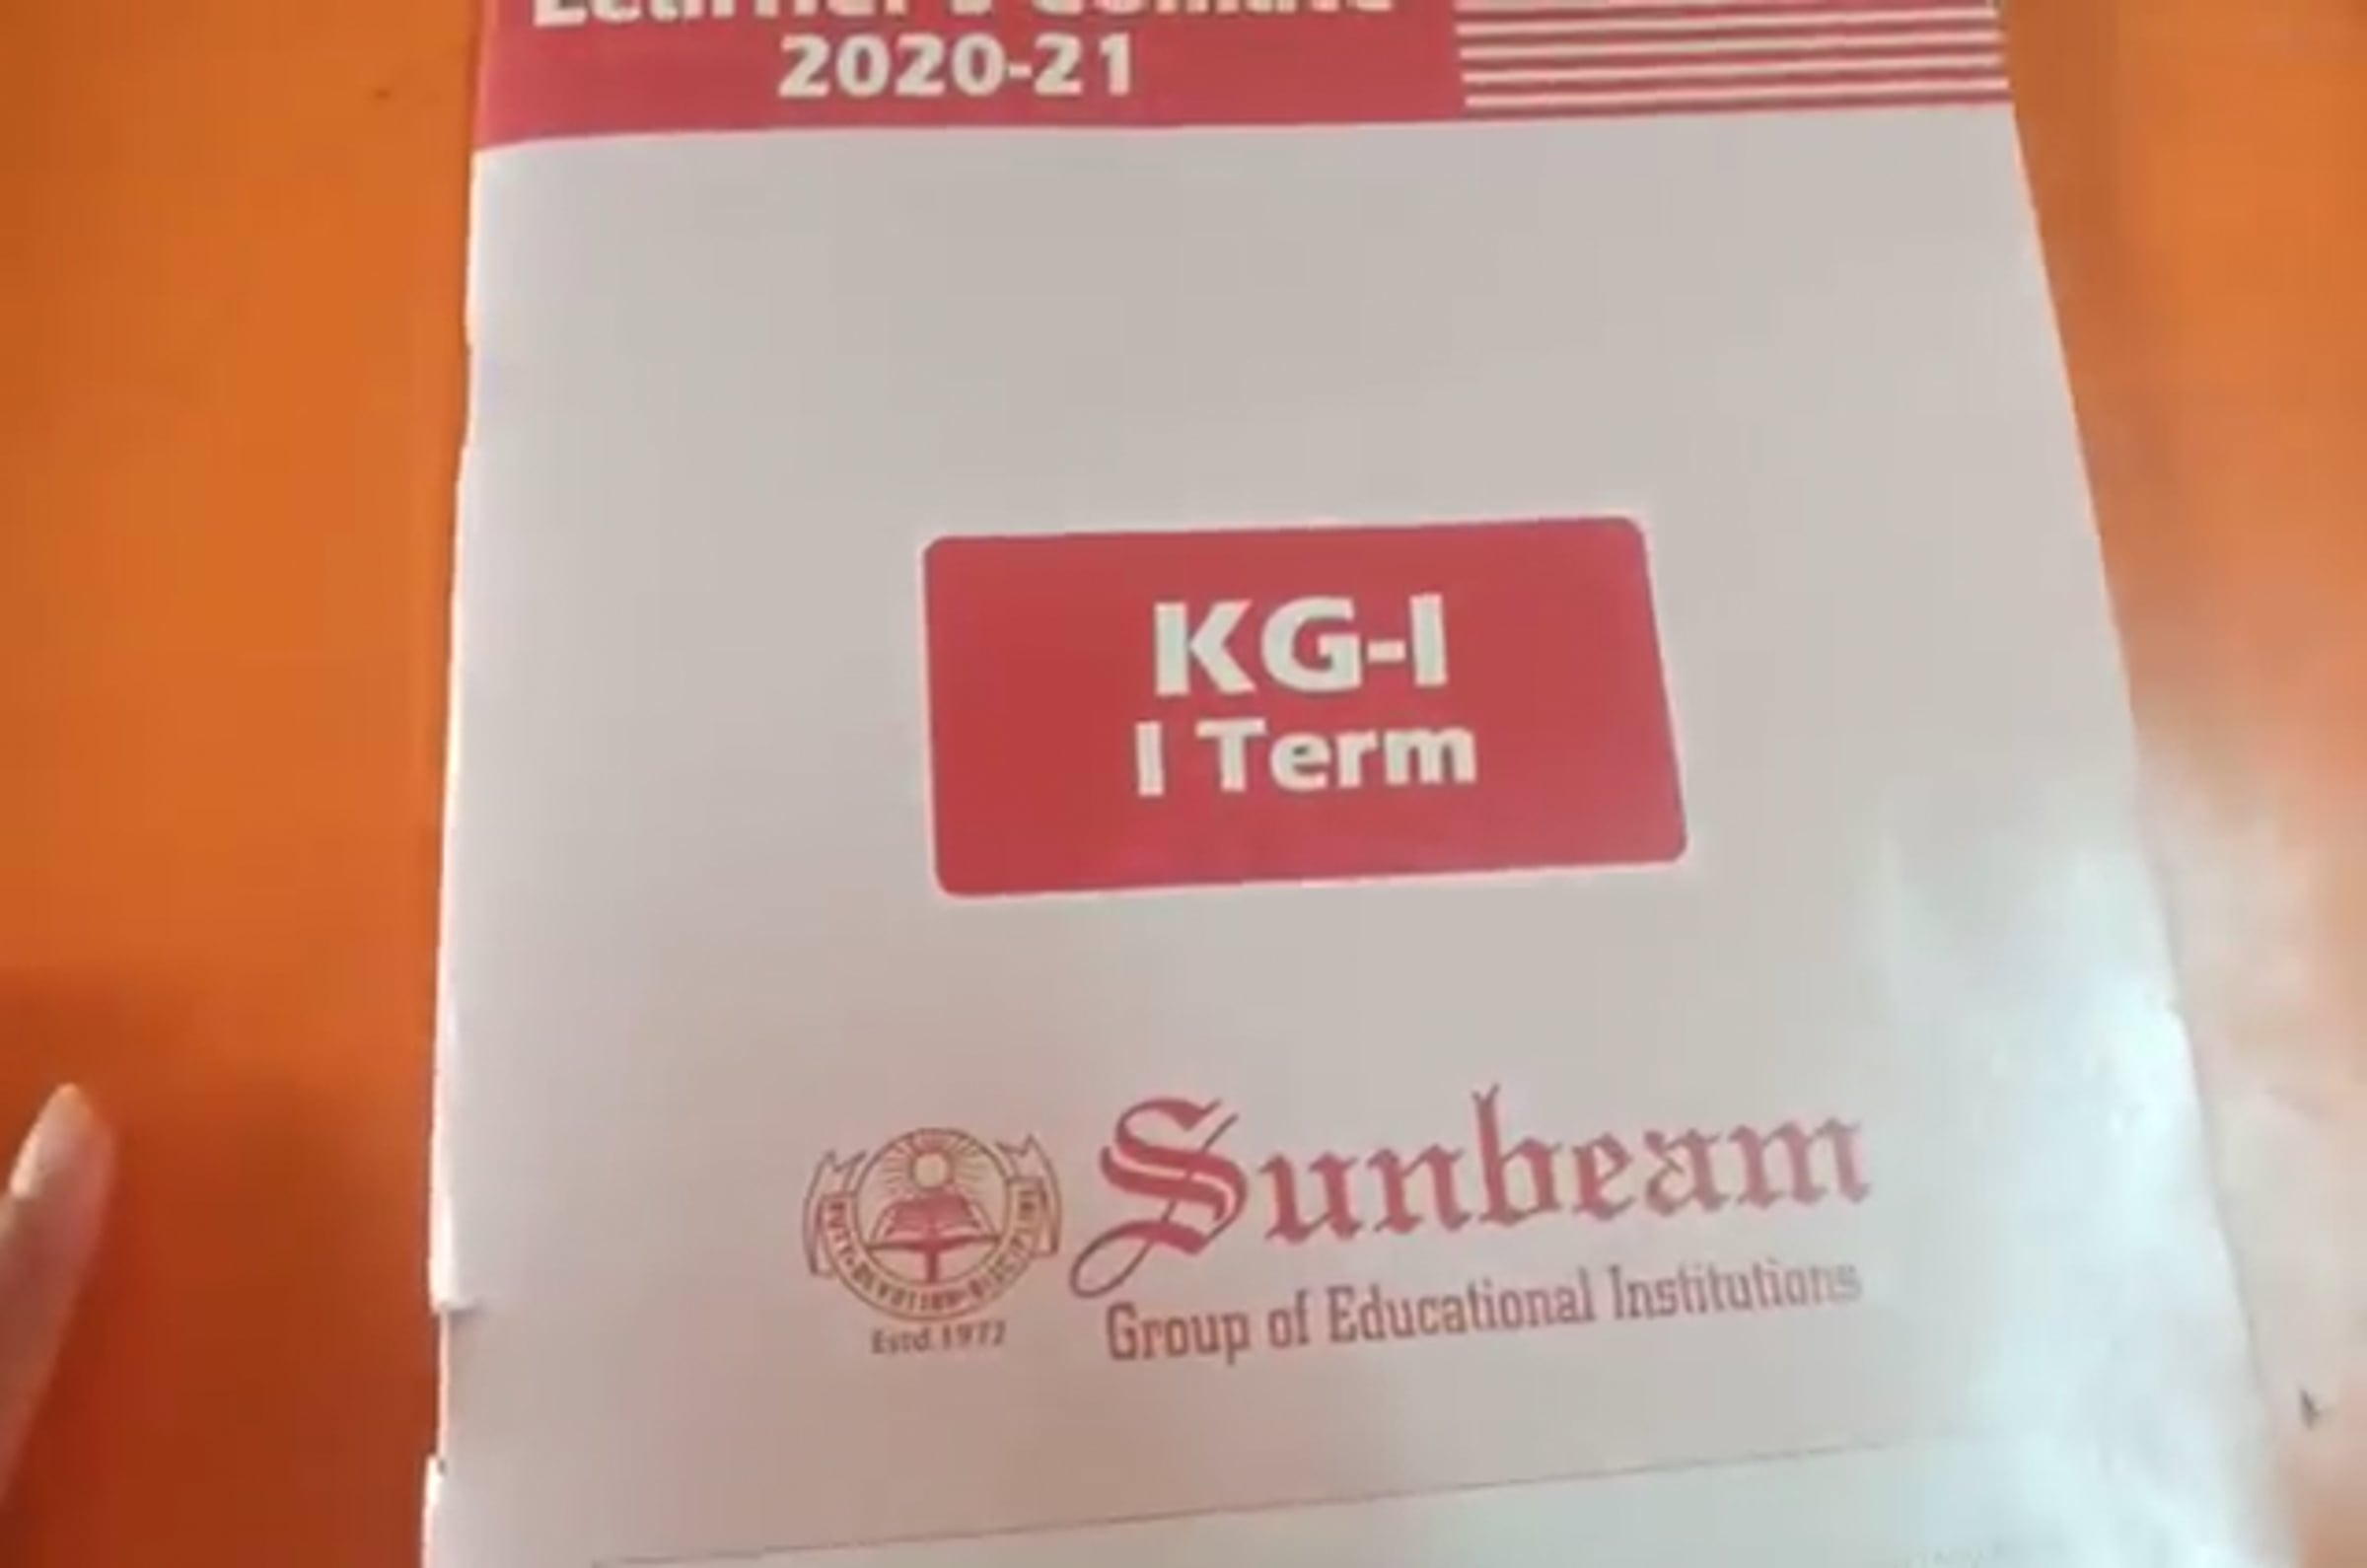 2020-21
KG-I
I Term
Sunbeam
Group of Educational Institutions
Estd.1972